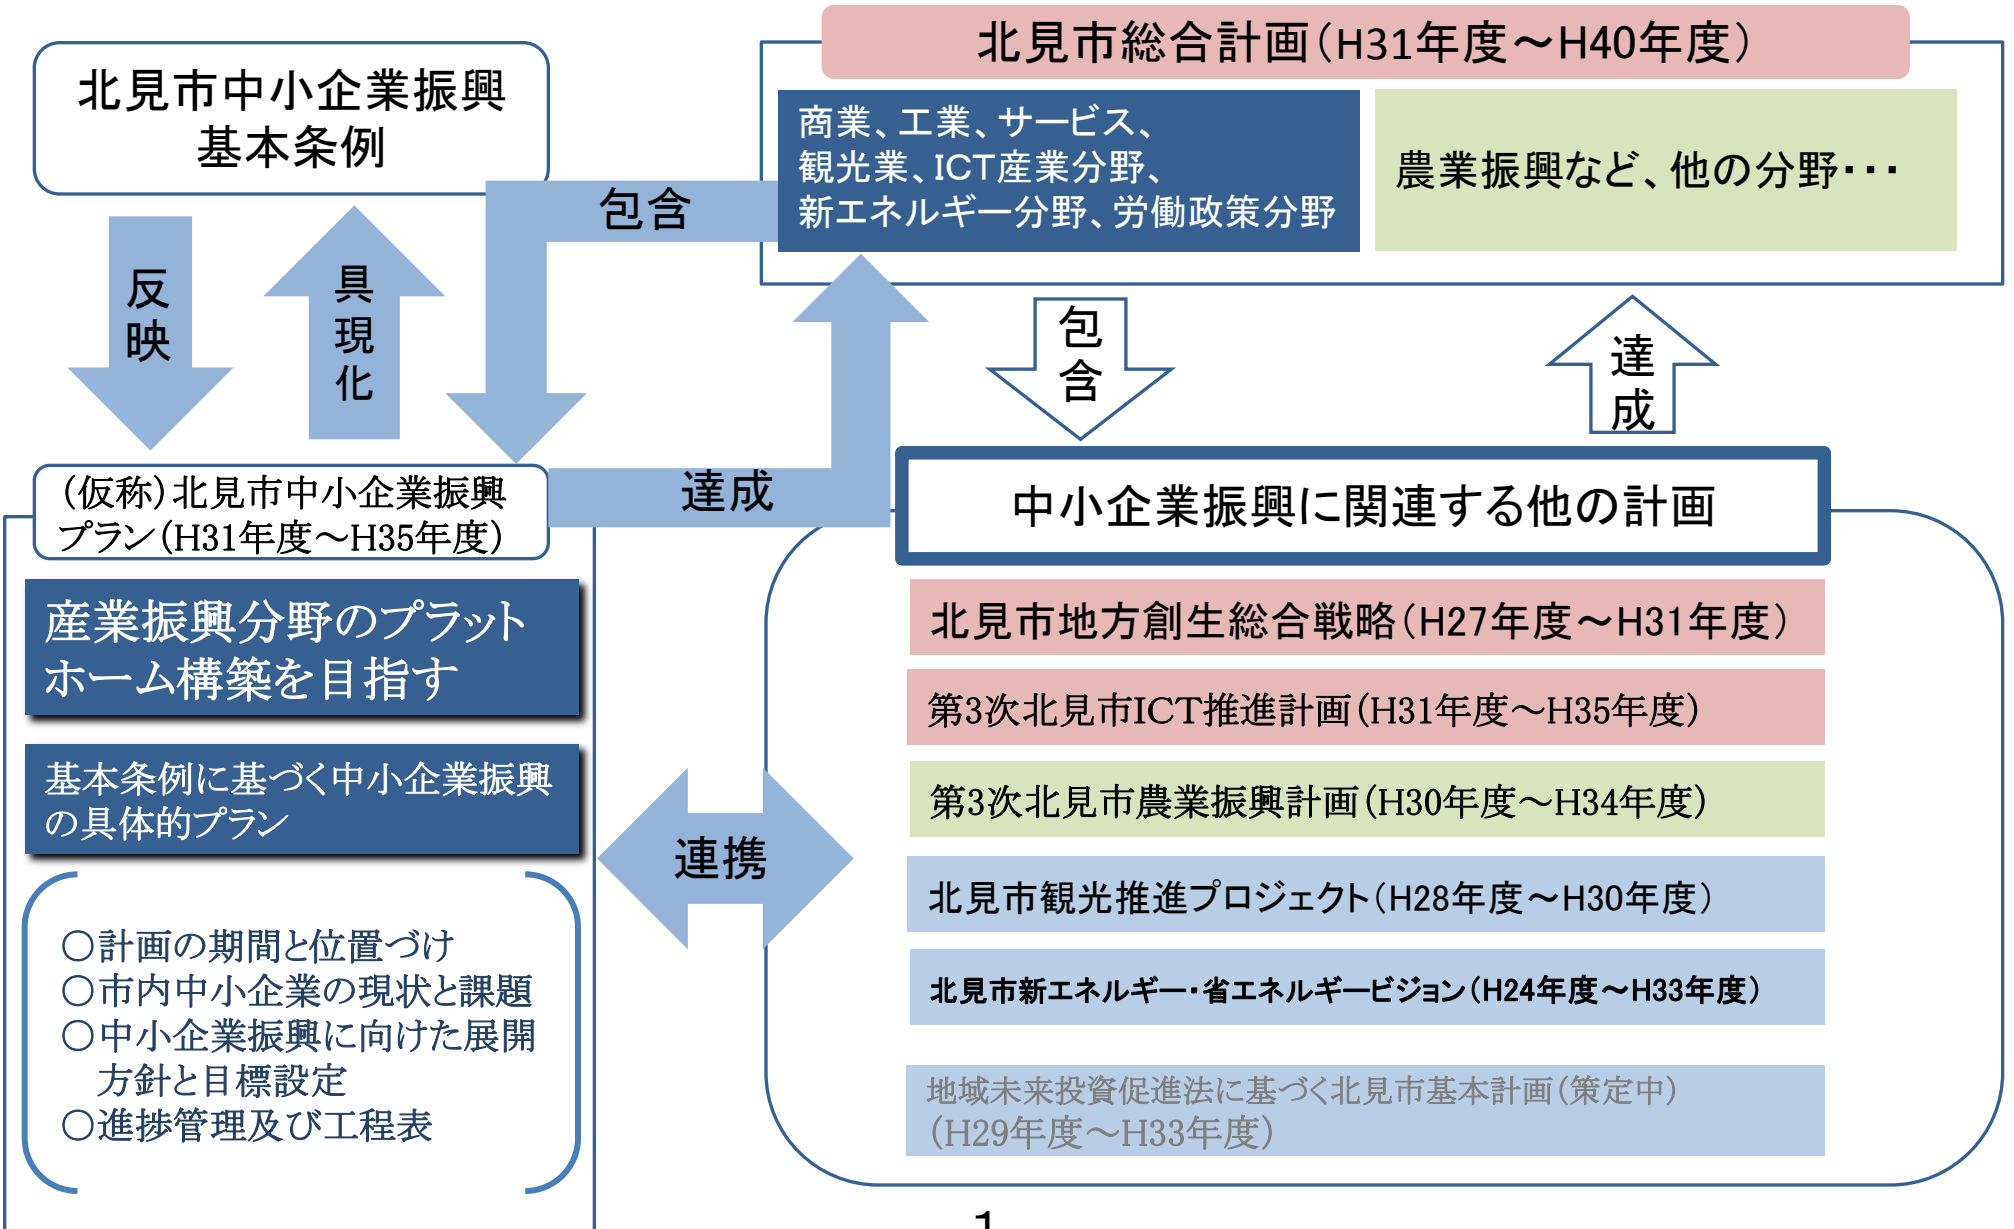 北見市中小企業振興
基本条例
北見市総合計画（H31年度～H40年度）
商業、工業、サービス、
観光業、ICT産業分野、
新エネルギー分野、労働政策分野
農業振興など、他の分野・・・
包含
反映
具現化
包含
達成
（仮称）北見市中小企業振興
プラン（H31年度～H35年度）
達成
中小企業振興に関連する他の計画
産業振興分野のプラット
ホーム構築を目指す
基本条例に基づく中小企業振興
の具体的プラン
○計画の期間と位置づけ
○市内中小企業の現状と課題
○中小企業振興に向けた展開
方針と目標設定
○進捗管理及び工程表
連携
北見市地方創生総合戦略（H27年度～H31年度）
第3次北見市ICT推進計画（H31年度～H35年度）
第3次北見市農業振興計画（H30年度～H34年度）
北見市観光推進プロジェクト（H28年度～H30年度）
北見市新エネルギー・省エネルギービジョン（H24年度～H33年度）
地域未来投資促進法に基づく北見市基本計画（策定中）
（H29年度～H33年度）
1